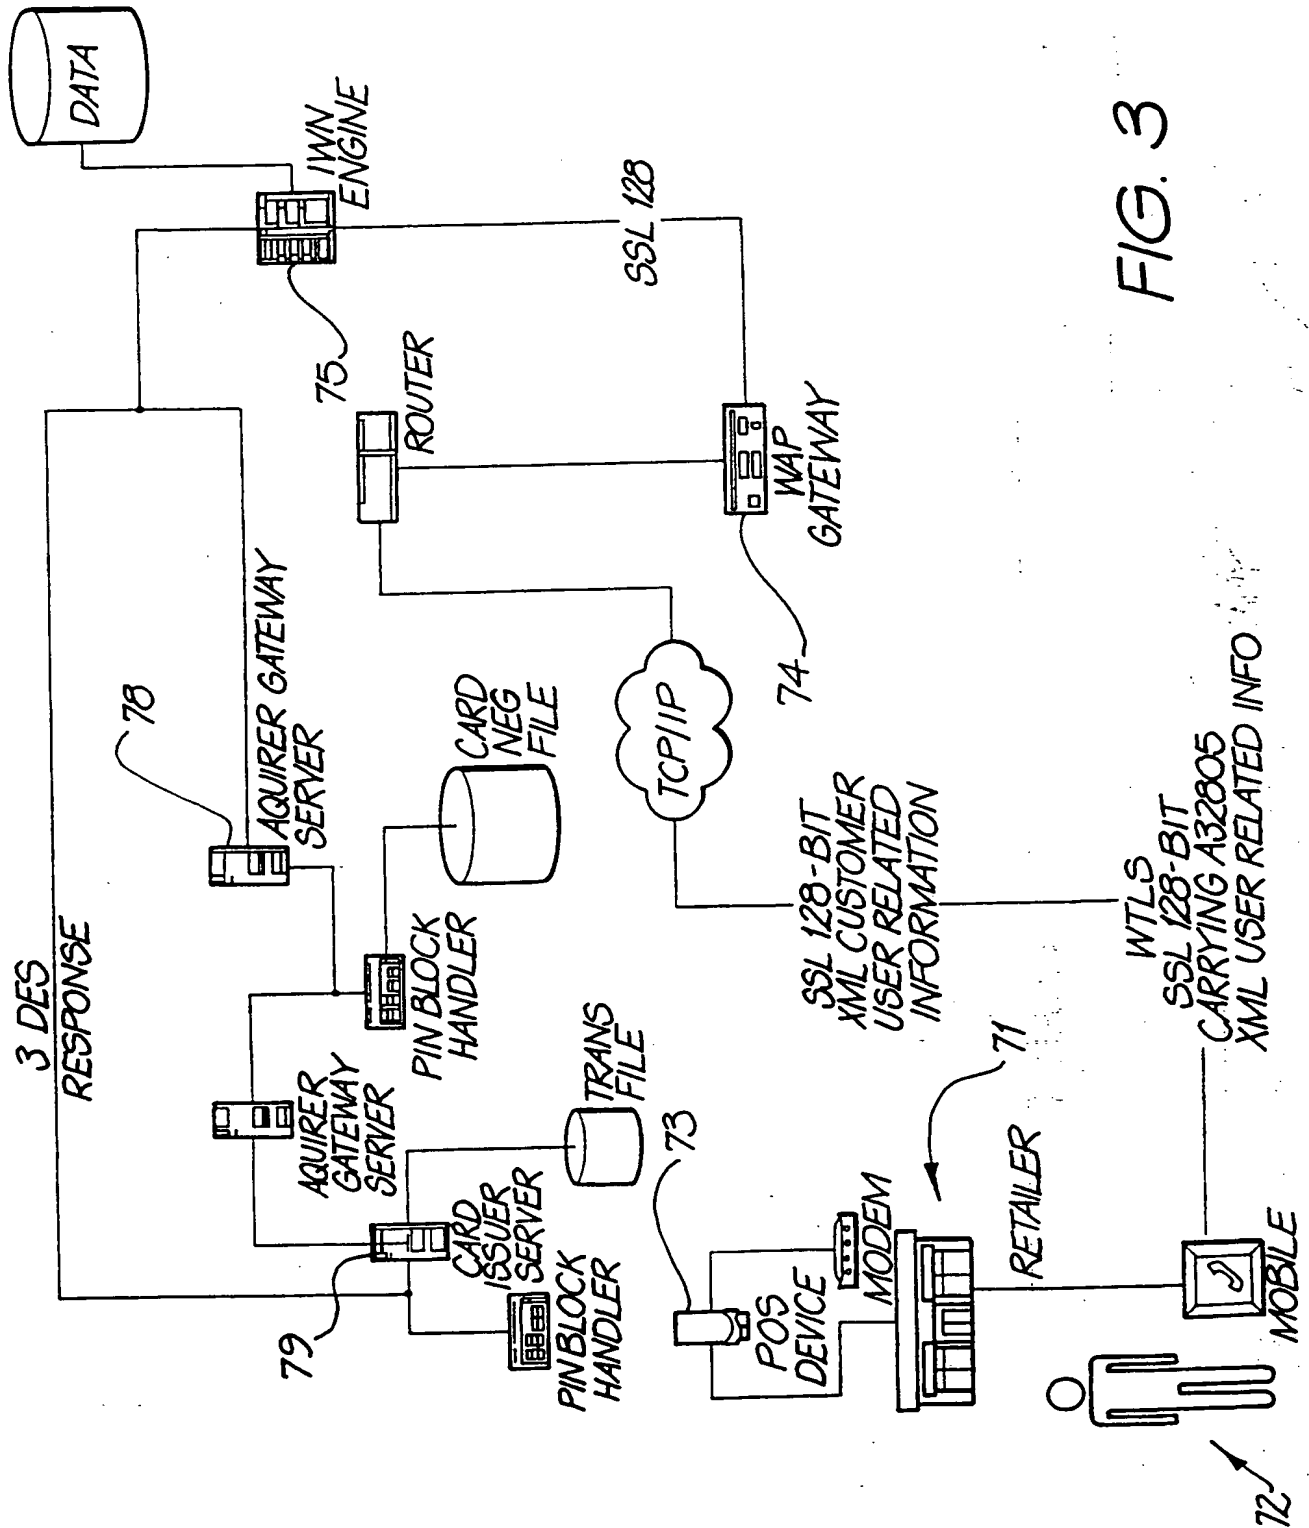 3 DES
RESPONSE
DATA
IWN
ENGINE
75
78
AQUIRER GATEWAY
SERVER
ROUTER
SSL 128
AQUIRER
GATEWAY
SERVER
PIN BLOCK
HANDLER
CARD
NEG
FILE
79
CARD
ISSUER
SERVER
PIN BLOCK
HANDLER
TRANS
FILE
TCP/IP
WAP
GATEWAY
74
73
POS
DEVICE
MODEM
71
RETAILER
SSL 128-BIT
XML CUSTOMER
USER RELATED
INFORMATION
WTLS
SSL 128-BIT
CARRYING A32805
XML USER RELATED INFO
72
MOBILE
FIG. 3